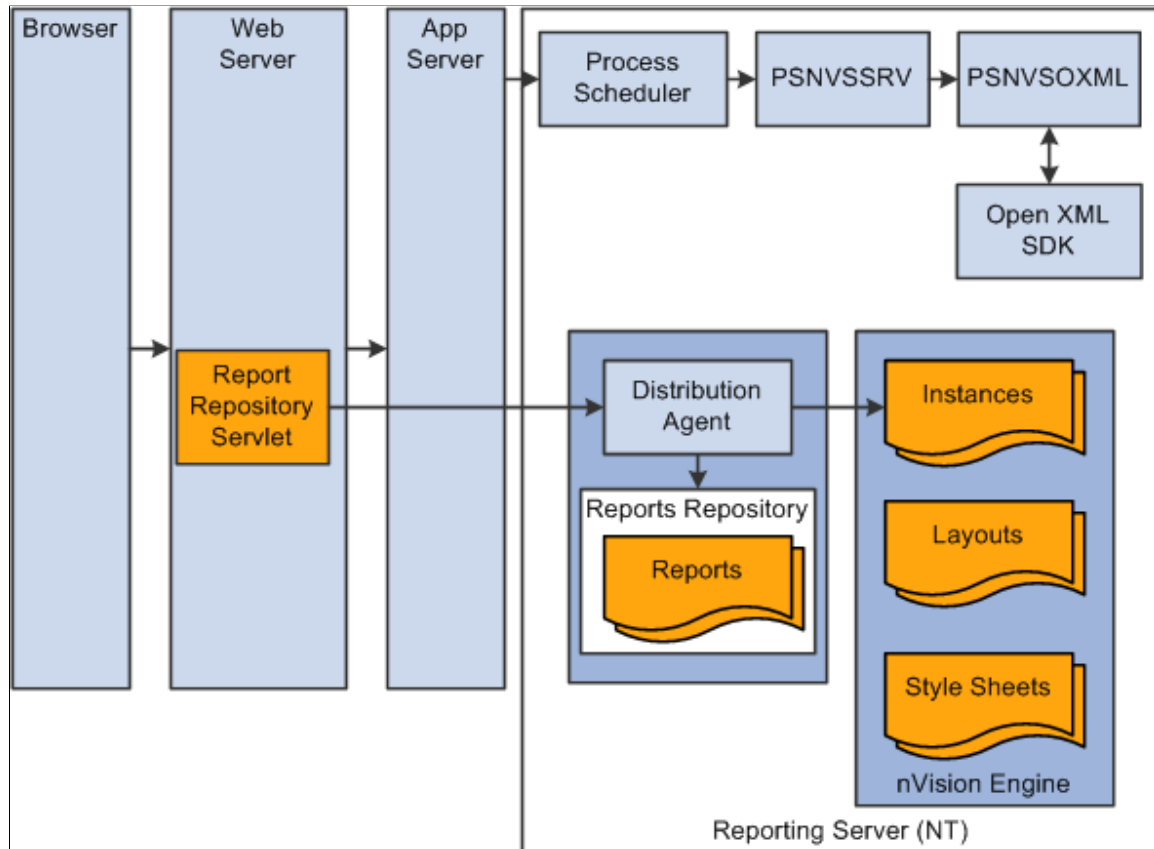 Browser
Web
Server
App
Server
Process
Scheduler
PSNVSSRV
PSNVSOXML
Open XML
SDK
Report
Repository
Servlet
Distribution
Agent
Reports Repository
Reports
Instances
Layouts
Style Sheets
nVision Engine
Reporting Server (NT)